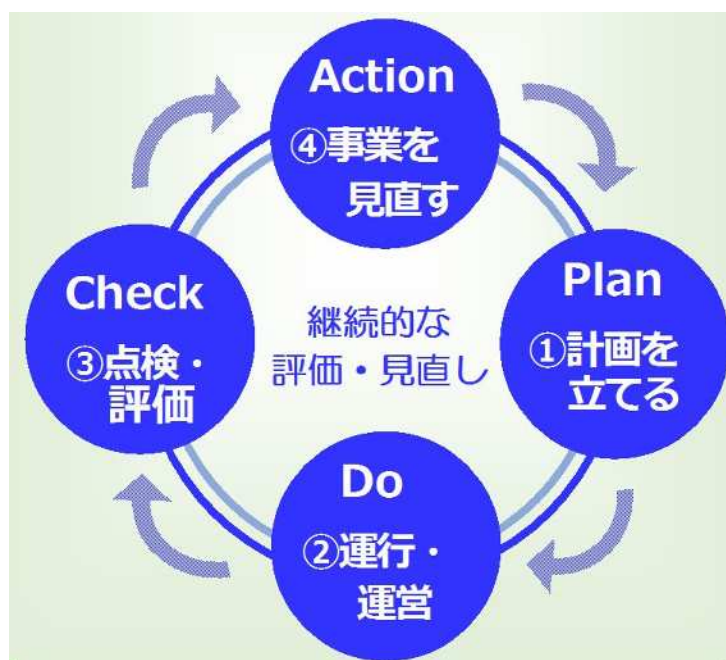 Action
④事業を
見直す
Plan
①計画を
立てる
Do
②運行・
運営
Check
③点検・
評価
継続的な
評価・見直し